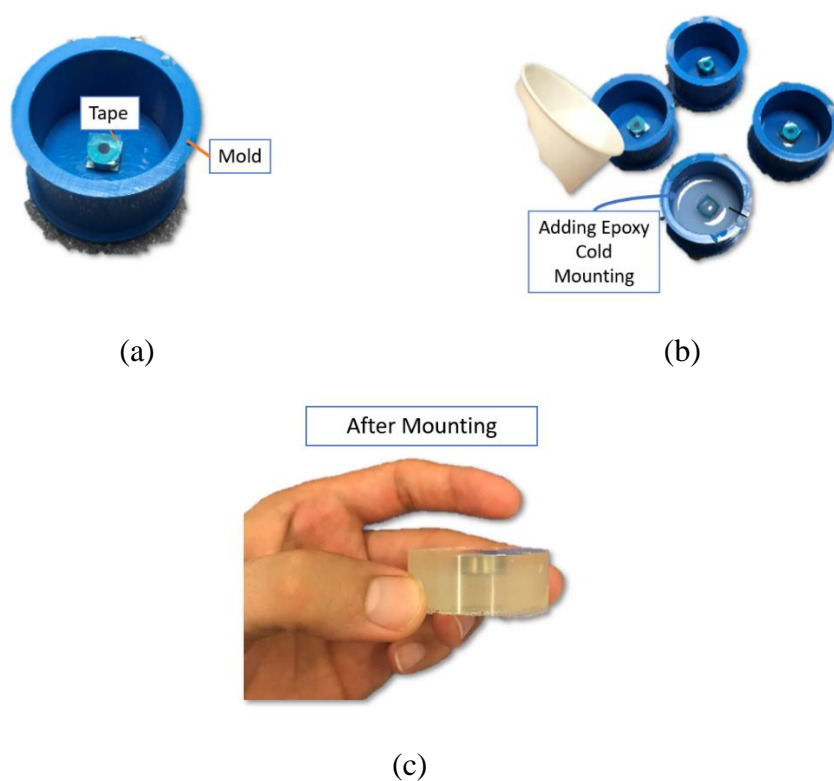 Tape
Mold
Adding Epoxy
Cold
Mounting
(a)
(b)
After Mounting
(c)